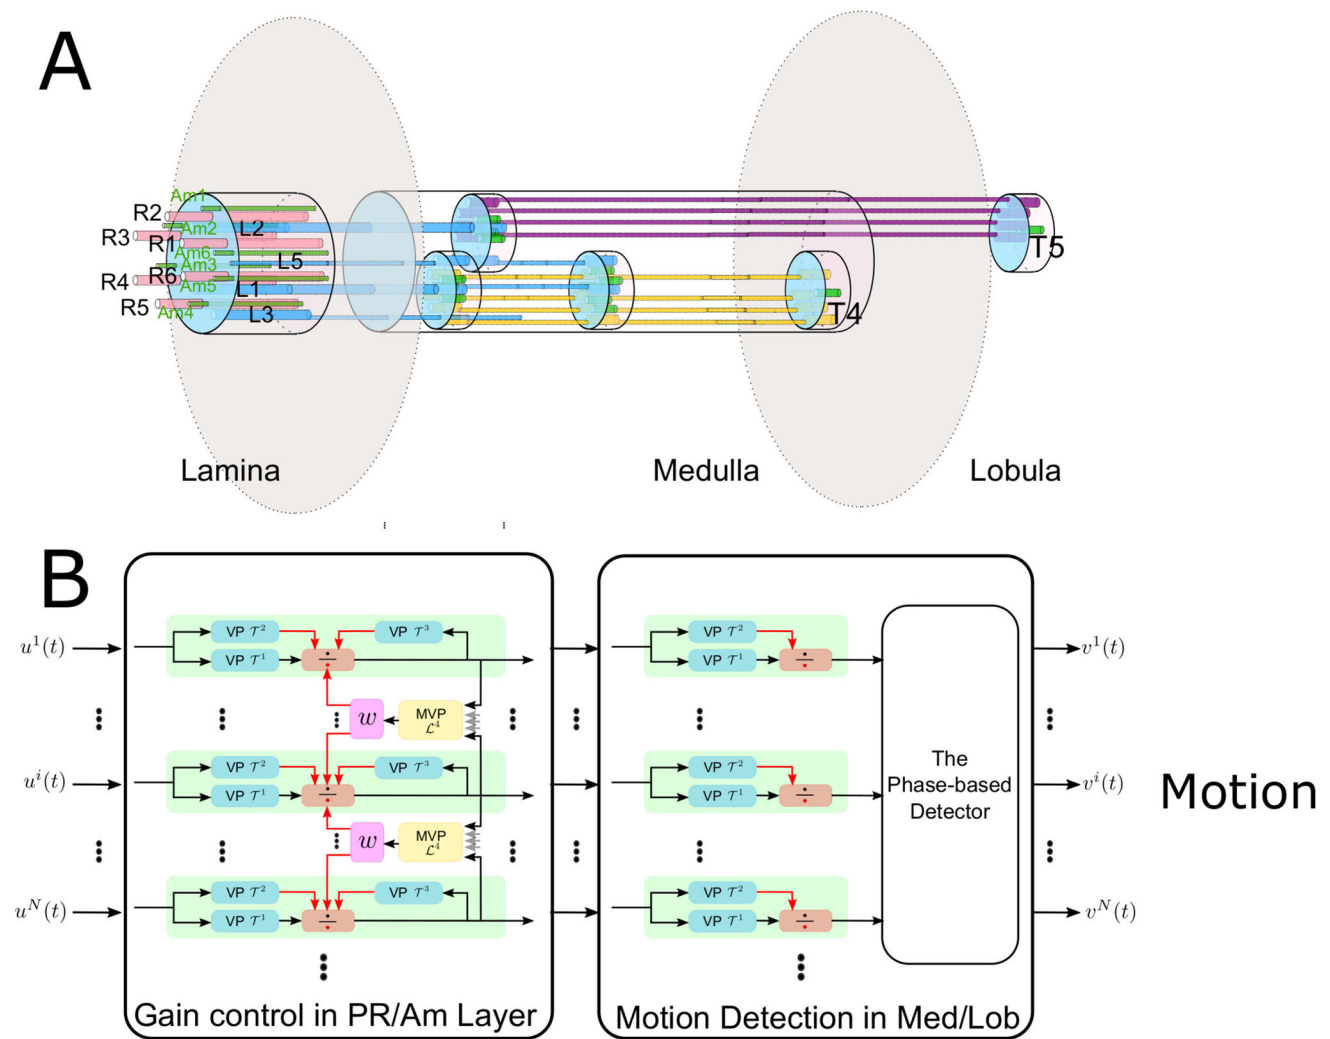 A
Am1
R2
Am2
L2
R3
R1
Am6
Am3
L5
R4
R6
Am5
L1
R5
Am4
L3
T5
T4
Lamina
Medulla
Lobula
B
u¹(t)
VP 𝒯²
VP 𝒯³
VP 𝒯¹
÷
w
MVP
ℒ⁴
uⁱ(t)
VP 𝒯²
VP 𝒯³
VP 𝒯¹
÷
w
MVP
ℒ⁴
uᴺ(t)
VP 𝒯²
VP 𝒯³
VP 𝒯¹
÷
Gain control in PR/Am Layer
VP 𝒯²
VP 𝒯¹
÷
VP 𝒯²
VP 𝒯¹
÷
VP 𝒯²
VP 𝒯¹
÷
The
Phase-based
Detector
Motion Detection in Med/Lob
v¹(t)
vⁱ(t)
vᴺ(t)
Motion